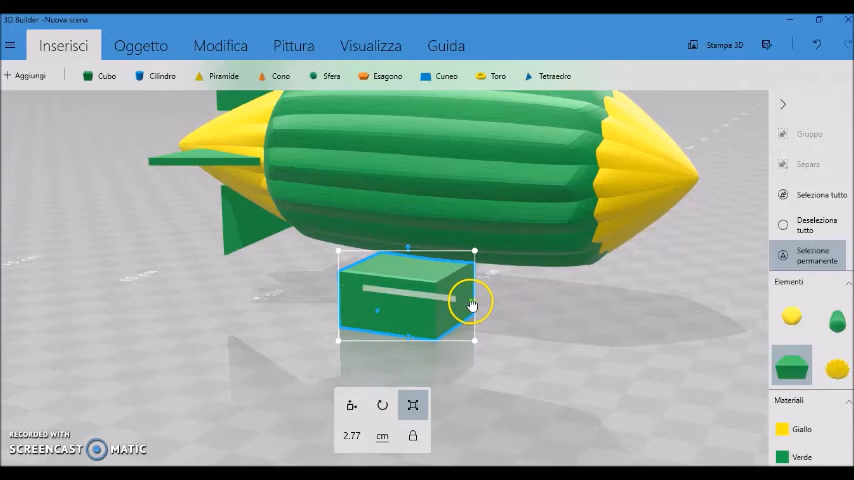 3D Builder -Nuova scena
Inserisci Oggetto Modifica Pittura Visualizza Guida
Stampa 3D
+ Aggiungi Cubo Cilindro Piramide Cono Sfera Esagono Cuneo Toro Tetraedro
Gruppo
Separa
Seleziona tutto
Deseleziona
tutto
Selezione
permanente
Elementi
Materiali
Giallo
Verde
2.77 cm
RECORDED WITH
SCREENCAST MATIC